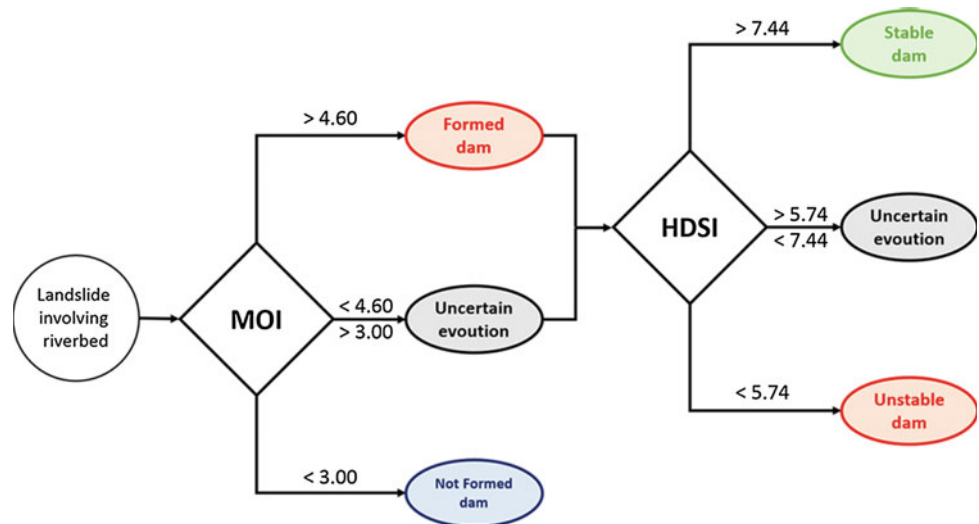 Landslide
involving
riverbed
MOI
> 4.60
Formed
dam
< 4.60
> 3.00
Uncertain
evoution
< 3.00
Not Formed
dam
HDSI
> 7.44
Stable
dam
> 5.74
< 7.44
Uncertain
evoution
< 5.74
Unstable
dam